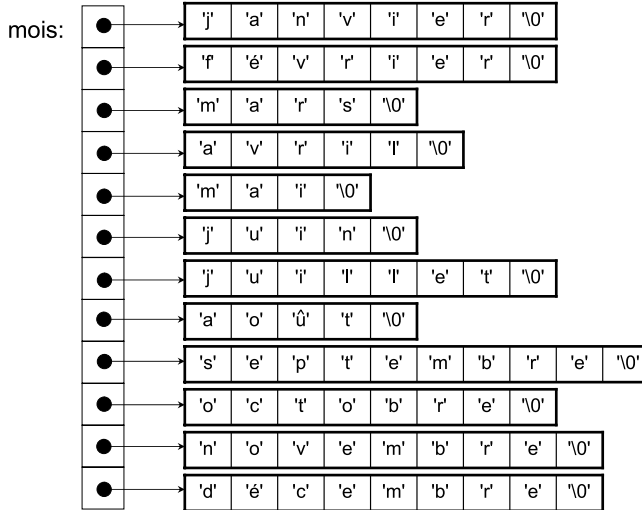 mois: 'j' 'a' 'n' 'v' 'i' 'e' 'r' '\0'
'f' 'é' 'v' 'r' 'i' 'e' 'r' '\0'
'm' 'a' 'r' 's' '\0'
'a' 'v' 'r' 'i' 'l' '\0'
'm' 'a' 'i' '\0'
'j' 'u' 'i' 'n' '\0'
'j' 'u' 'i' 'l' 'l' 'e' 't' '\0'
'a' 'o' 'û' 't' '\0'
's' 'e' 'p' 't' 'e' 'm' 'b' 'r' 'e' '\0'
'o' 'c' 't' 'o' 'b' 'r' 'e' '\0'
'n' 'o' 'v' 'e' 'm' 'b' 'r' 'e' '\0'
'd' 'é' 'c' 'e' 'm' 'b' 'r' 'e' '\0'